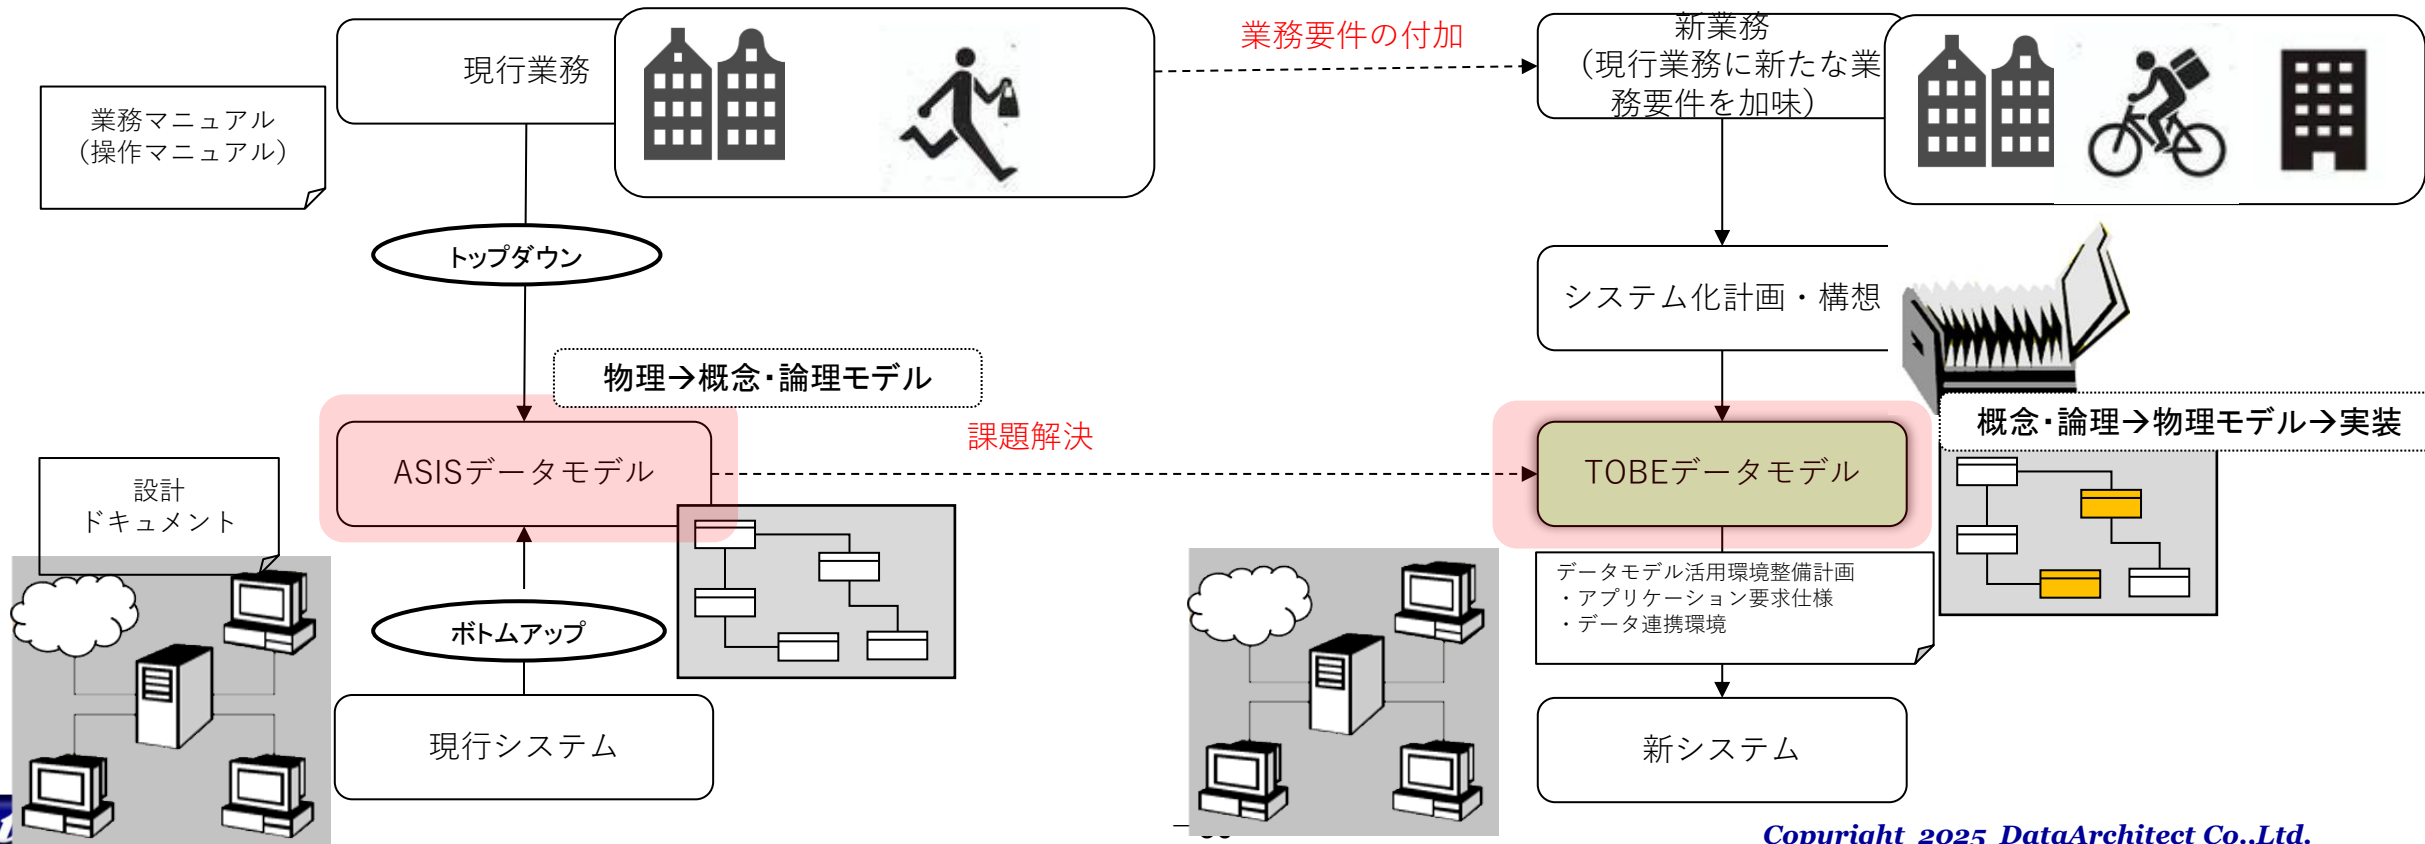 現行業務
業務マニュアル
（操作マニュアル）
業務要件の付加
新業務
（現行業務に新たな業
務要件を加味）
トップダウン
システム化計画・構想
物理→概念・論理モデル
概念・論理→物理モデル→実装
ASISデータモデル
課題解決
TOBEデータモデル
設計
ドキュメント
データモデル活用環境整備計画
・アプリケーション要求仕様
・データ連携環境
ボトムアップ
現行システム
新システム
Copyright 2025 DataArchitect Co.,Ltd.